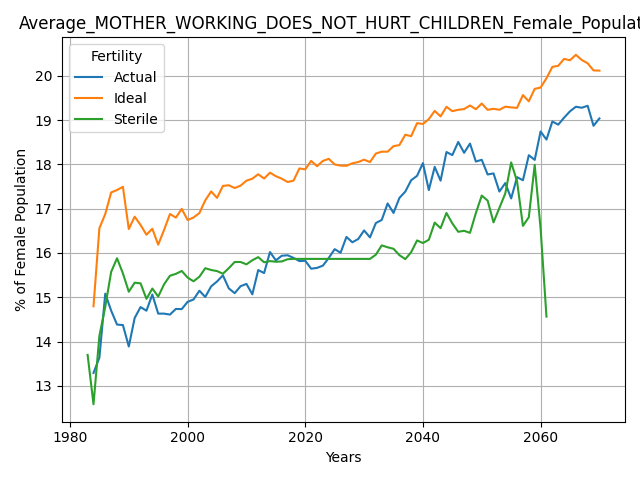 Average_MOTHER_WORKING_DOES_NOT_HURT_CHILDREN_Female_Populat
Fertility
Actual
Ideal
Sterile
% of Female Population
20
19
18
17
16
15
14
13
1980
2000
2020
2040
2060
Years